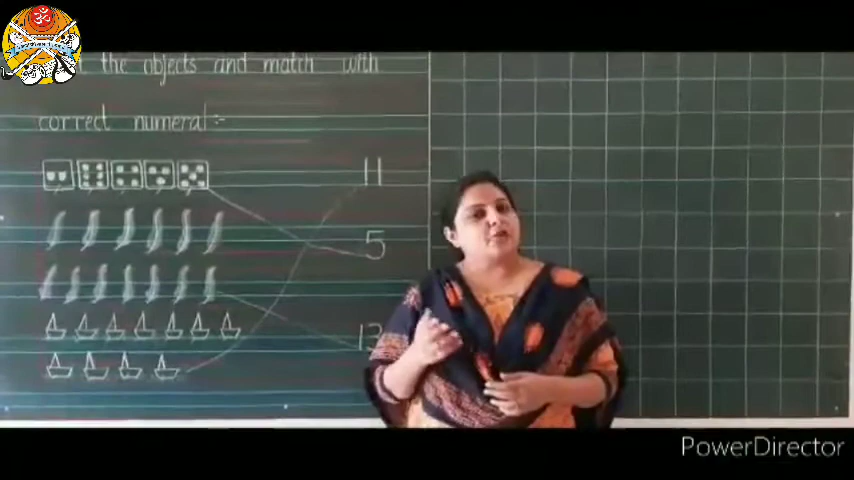 the objects and match with
correct numeral :-
11
5
13
PowerDirector